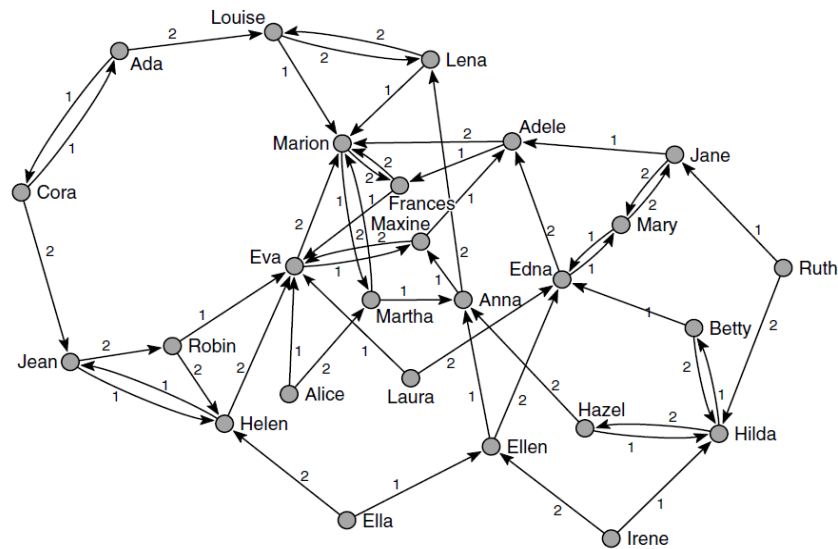 Louise
2
Ada
2
2
Lena
1
1
1
1
Marion
2
Adele
1
Jane
2
2
1
2
2
Cora
1
Frances
1
Mary
2
Maxine
1
1
2
2
2
Eva
2
1
2
1
2
Edna
1
1
Ruth
Martha
1
Anna
Betty
1
1
Robin
2
2
Jean
2
1
2
1
1
2
Alice
Laura
2
2
1
2
Hazel
2
1
Hilda
1
2
Helen
2
Ellen
2
1
Ella
2
1
Irene